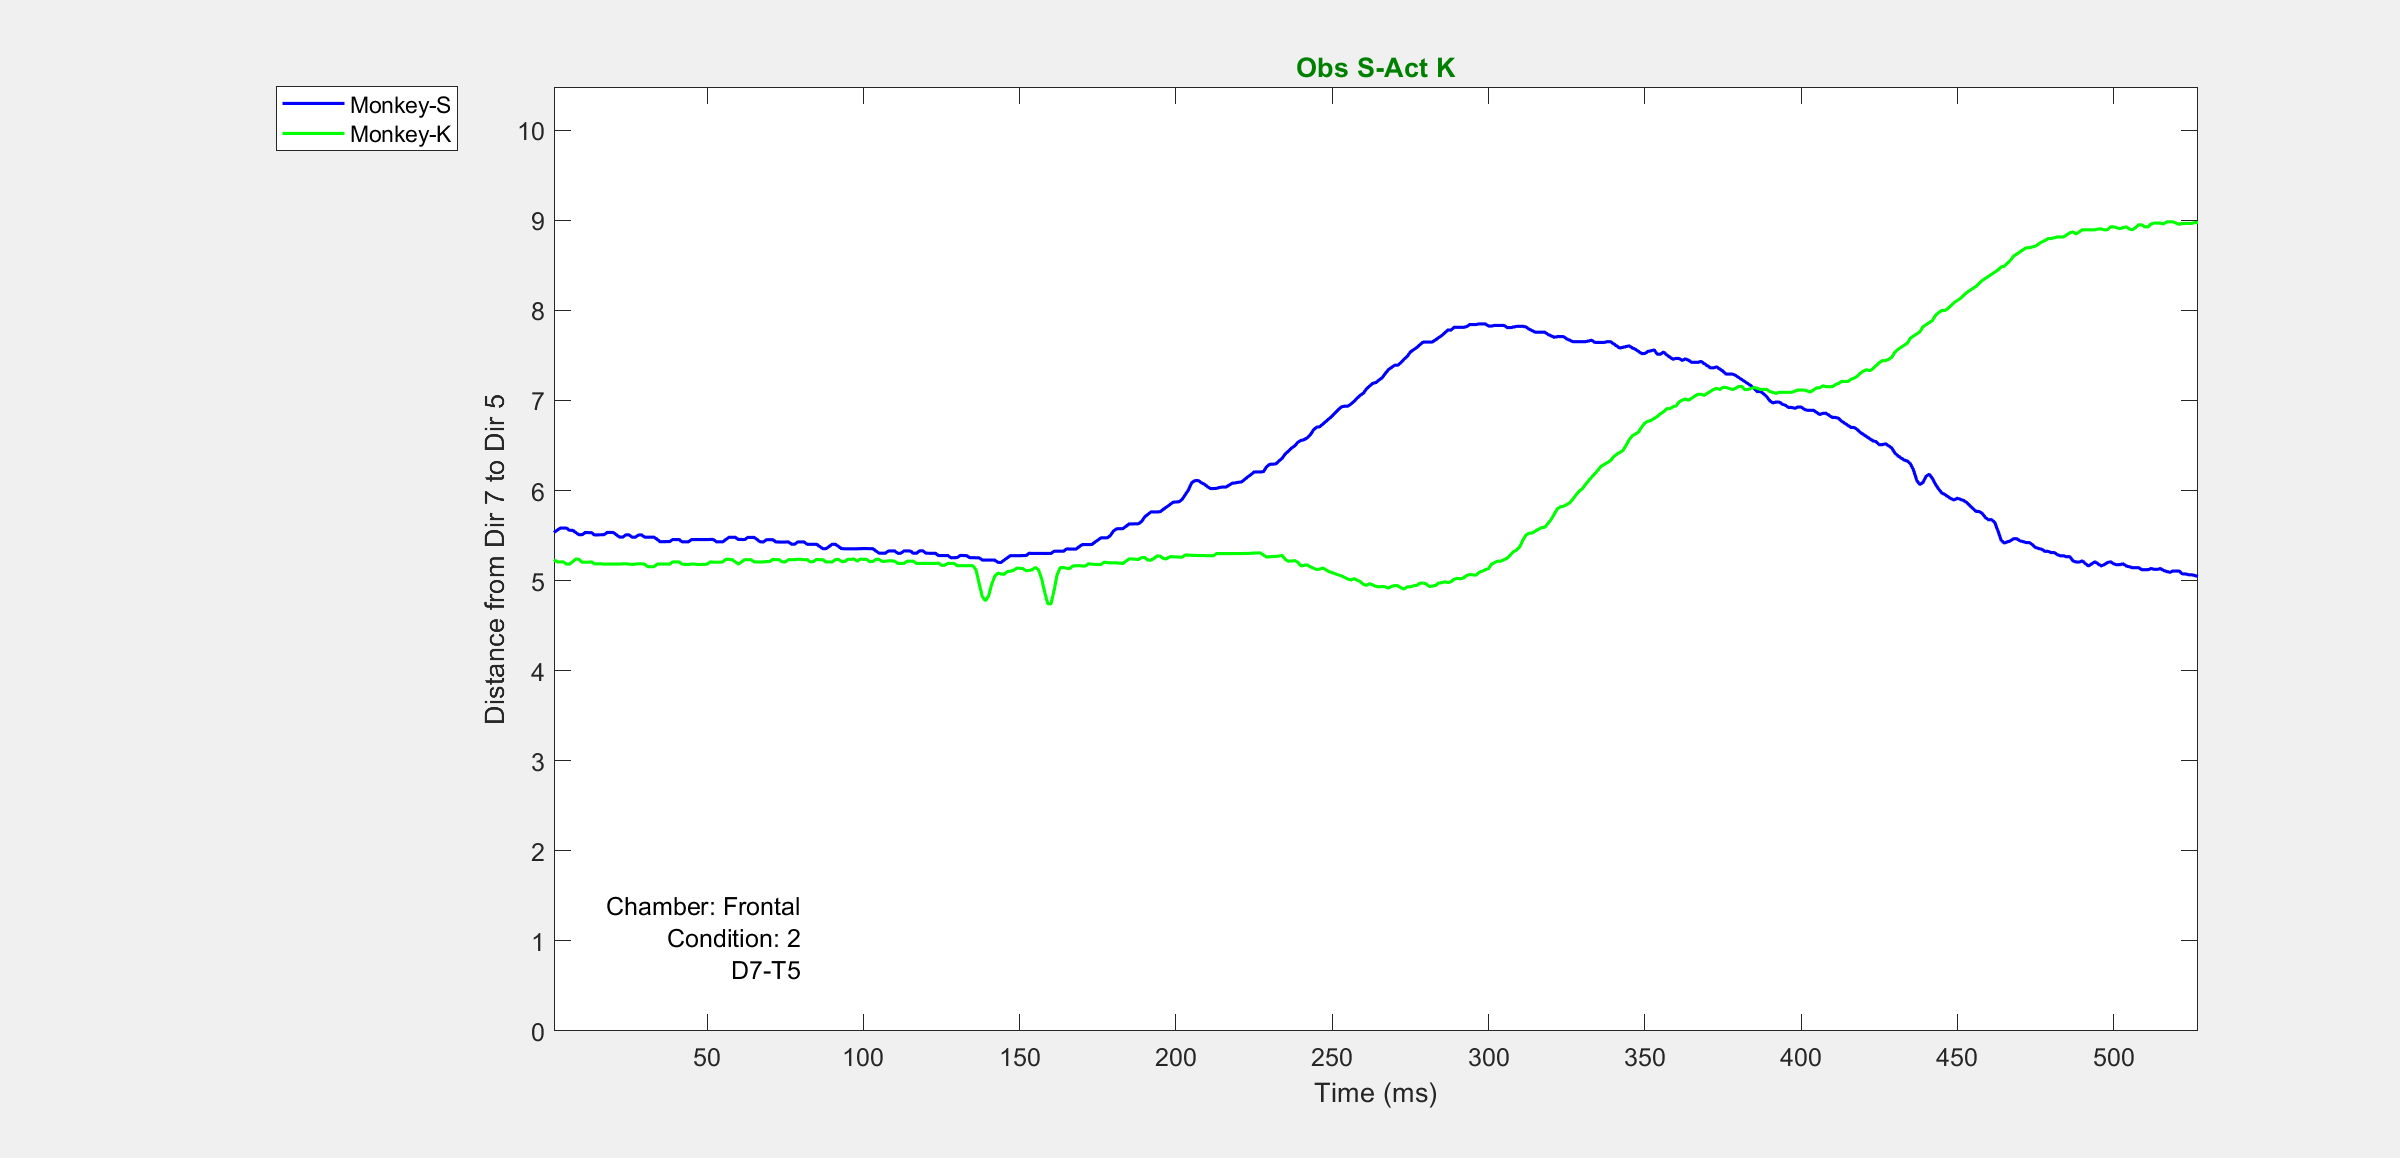 Obs S-Act K
Monkey-S
Monkey-K
Distance from Dir 7 to Dir 5
10
9
8
7
6
5
4
3
2
1
0
Chamber: Frontal
Condition: 2
D7-T5
50 100 150 200 250 300 350 400 450 500
Time (ms)